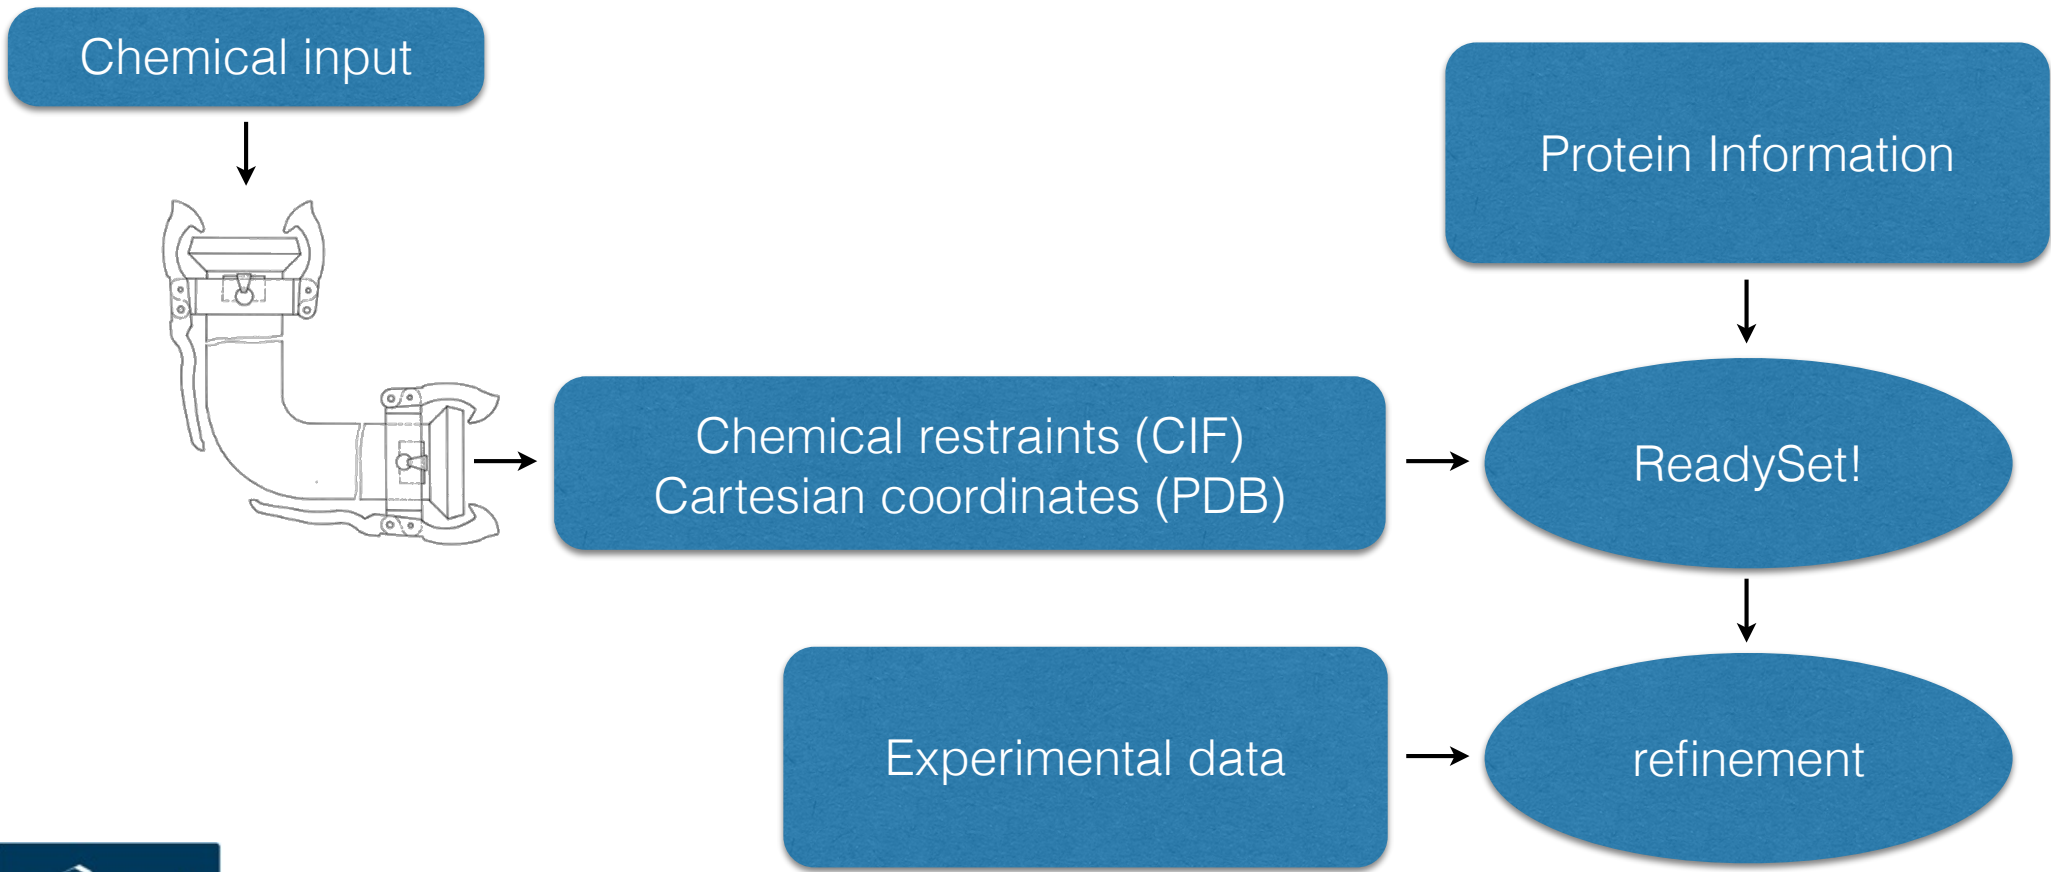 Chemical input
Protein Information
Chemical restraints (CIF)
Cartesian coordinates (PDB)
ReadySet!
Experimental data
refinement